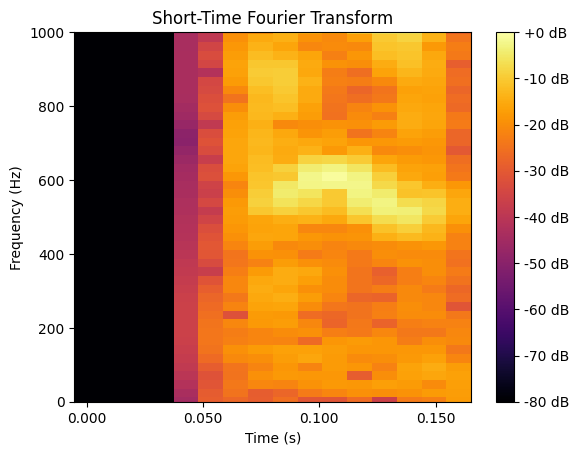 Short-Time Fourier Transform
1000
800
600
400
200
0
Frequency (Hz)
0.000
0.050
0.100
0.150
Time (s)
+0 dB
-10 dB
-20 dB
-30 dB
-40 dB
-50 dB
-60 dB
-70 dB
-80 dB